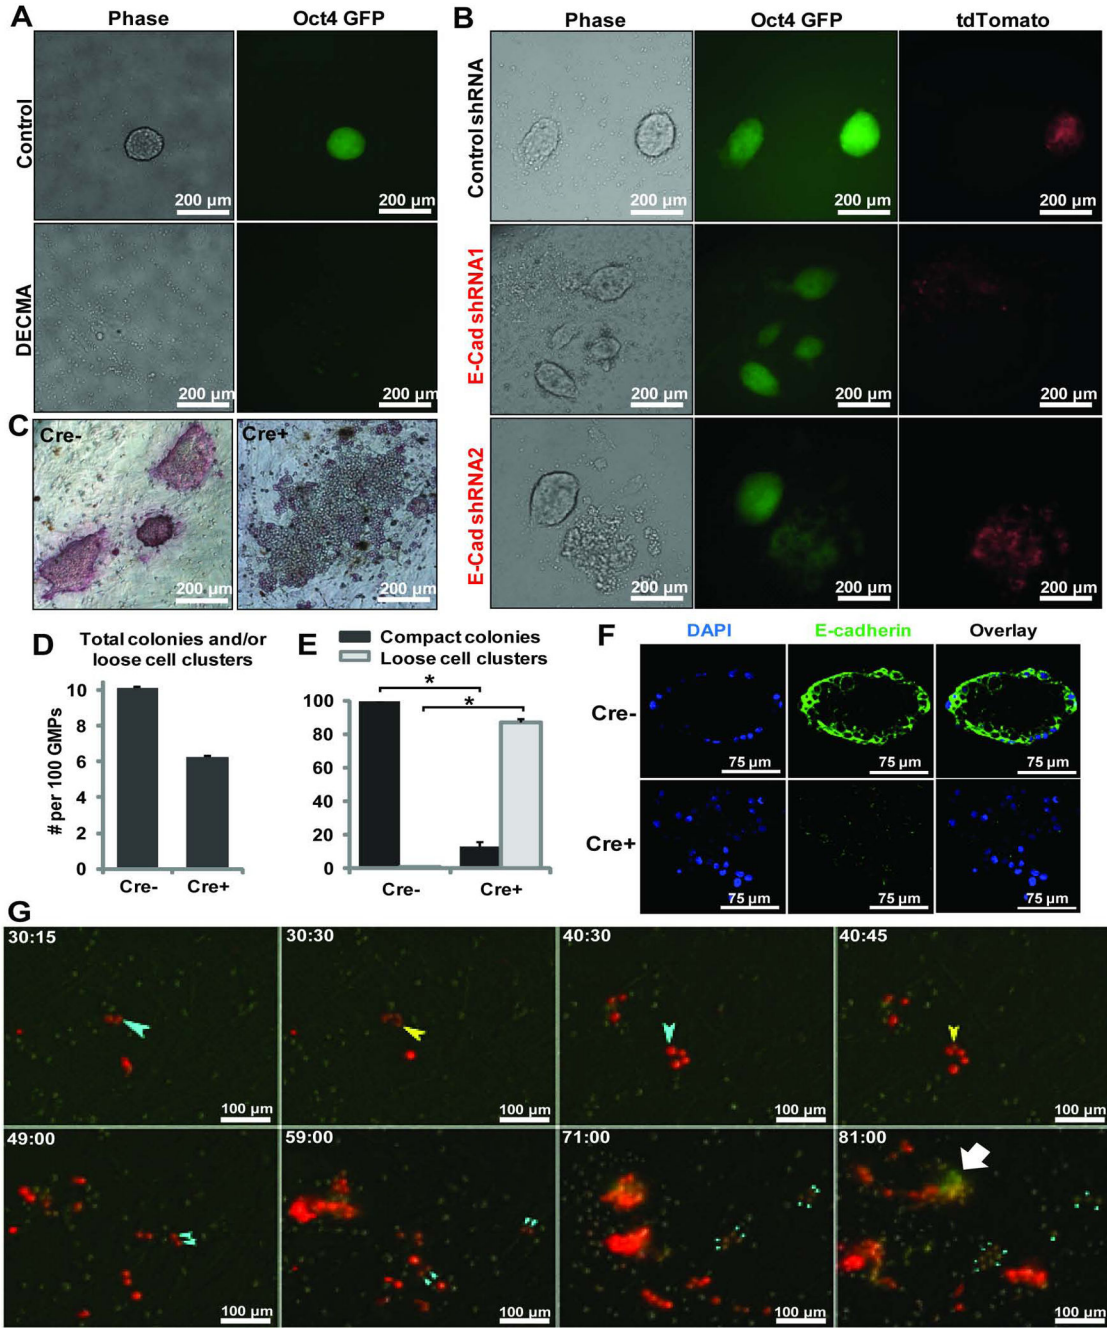 A
Phase
Oct4 GFP
Control
200 µm
200 µm
DECMA
200 µm
200 µm
B
Phase
Oct4 GFP
tdTomato
Control shRNA
200 µm
200 µm
200 µm
E-Cad shRNA1
200 µm
200 µm
200 µm
E-Cad shRNA2
200 µm
200 µm
200 µm
C
Cre-
Cre+
200 µm
200 µm
D
Total colonies and/or
loose cell clusters
# per 100 GMPs
10
8
6
4
2
0
Cre-
Cre+
E
Compact colonies
Loose cell clusters
*
*
100
80
60
40
20
0
Cre-
Cre+
F
DAPI
E-cadherin
Overlay
Cre-
75 µm
75 µm
75 µm
Cre+
75 µm
75 µm
75 µm
G
30:15
30:30
40:30
40:45
100 µm
100 µm
100 µm
100 µm
49:00
59:00
71:00
81:00
100 µm
100 µm
100 µm
100 µm